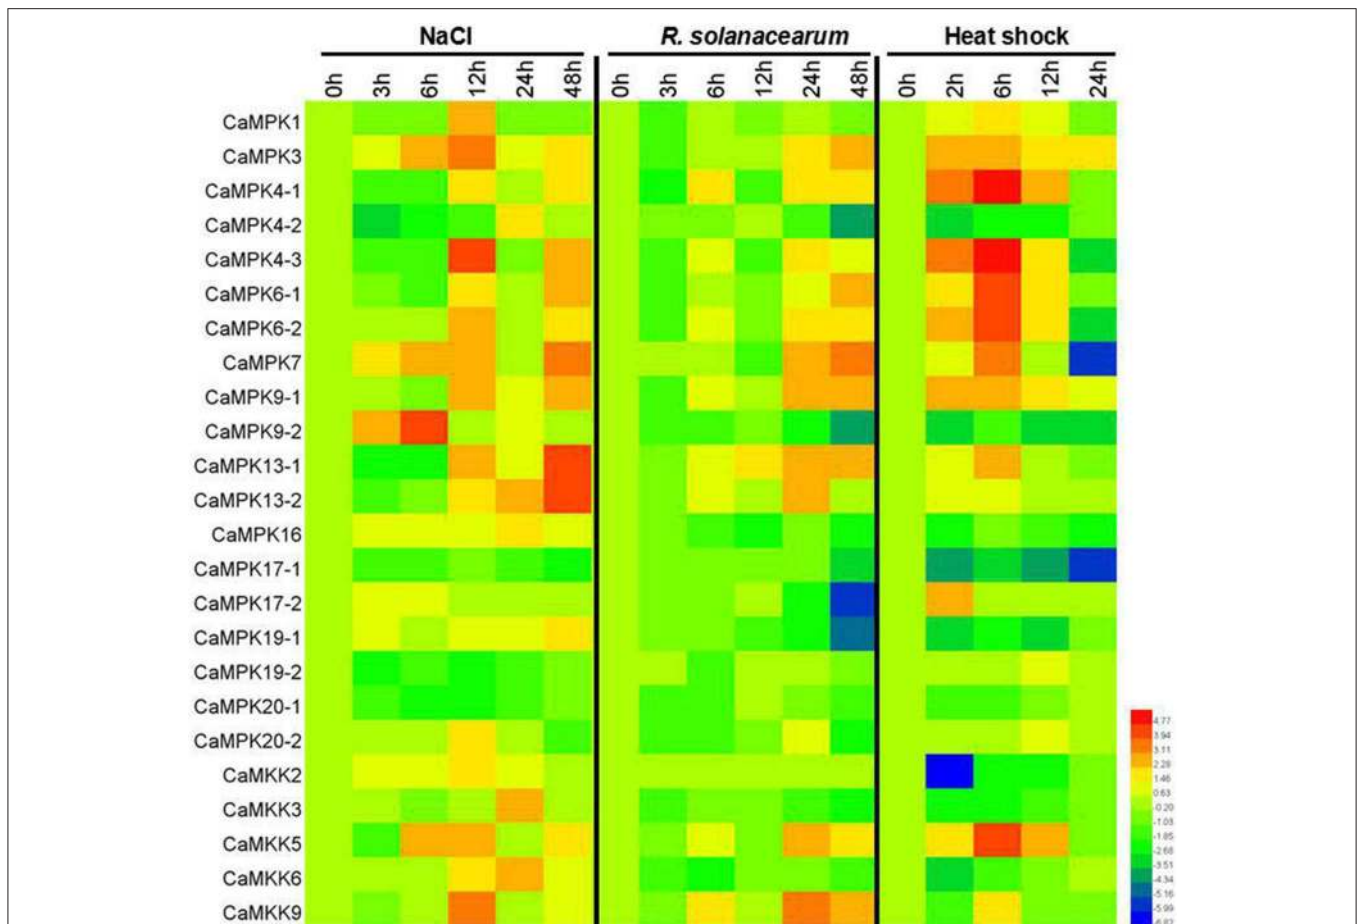 NaCl R. solanacearum Heat shock
0h 3h 6h 12h 24h 48h 0h 3h 6h 12h 24h 48h 0h 2h 6h 12h 24h
CaMPK1
CaMPK3
CaMPK4-1
CaMPK4-2
CaMPK4-3
CaMPK6-1
CaMPK6-2
CaMPK7
CaMPK9-1
CaMPK9-2
CaMPK13-1
CaMPK13-2
CaMPK16
CaMPK17-1
CaMPK17-2
CaMPK19-1
CaMPK19-2
CaMPK20-1
CaMPK20-2
CaMKK2
CaMKK3
CaMKK5
CaMKK6
CaMKK9
4.77
3.94
3.11
2.28
1.46
0.63
-0.20
-1.03
-1.85
-2.68
-3.51
-4.34
-5.16
-5.99
-6.82